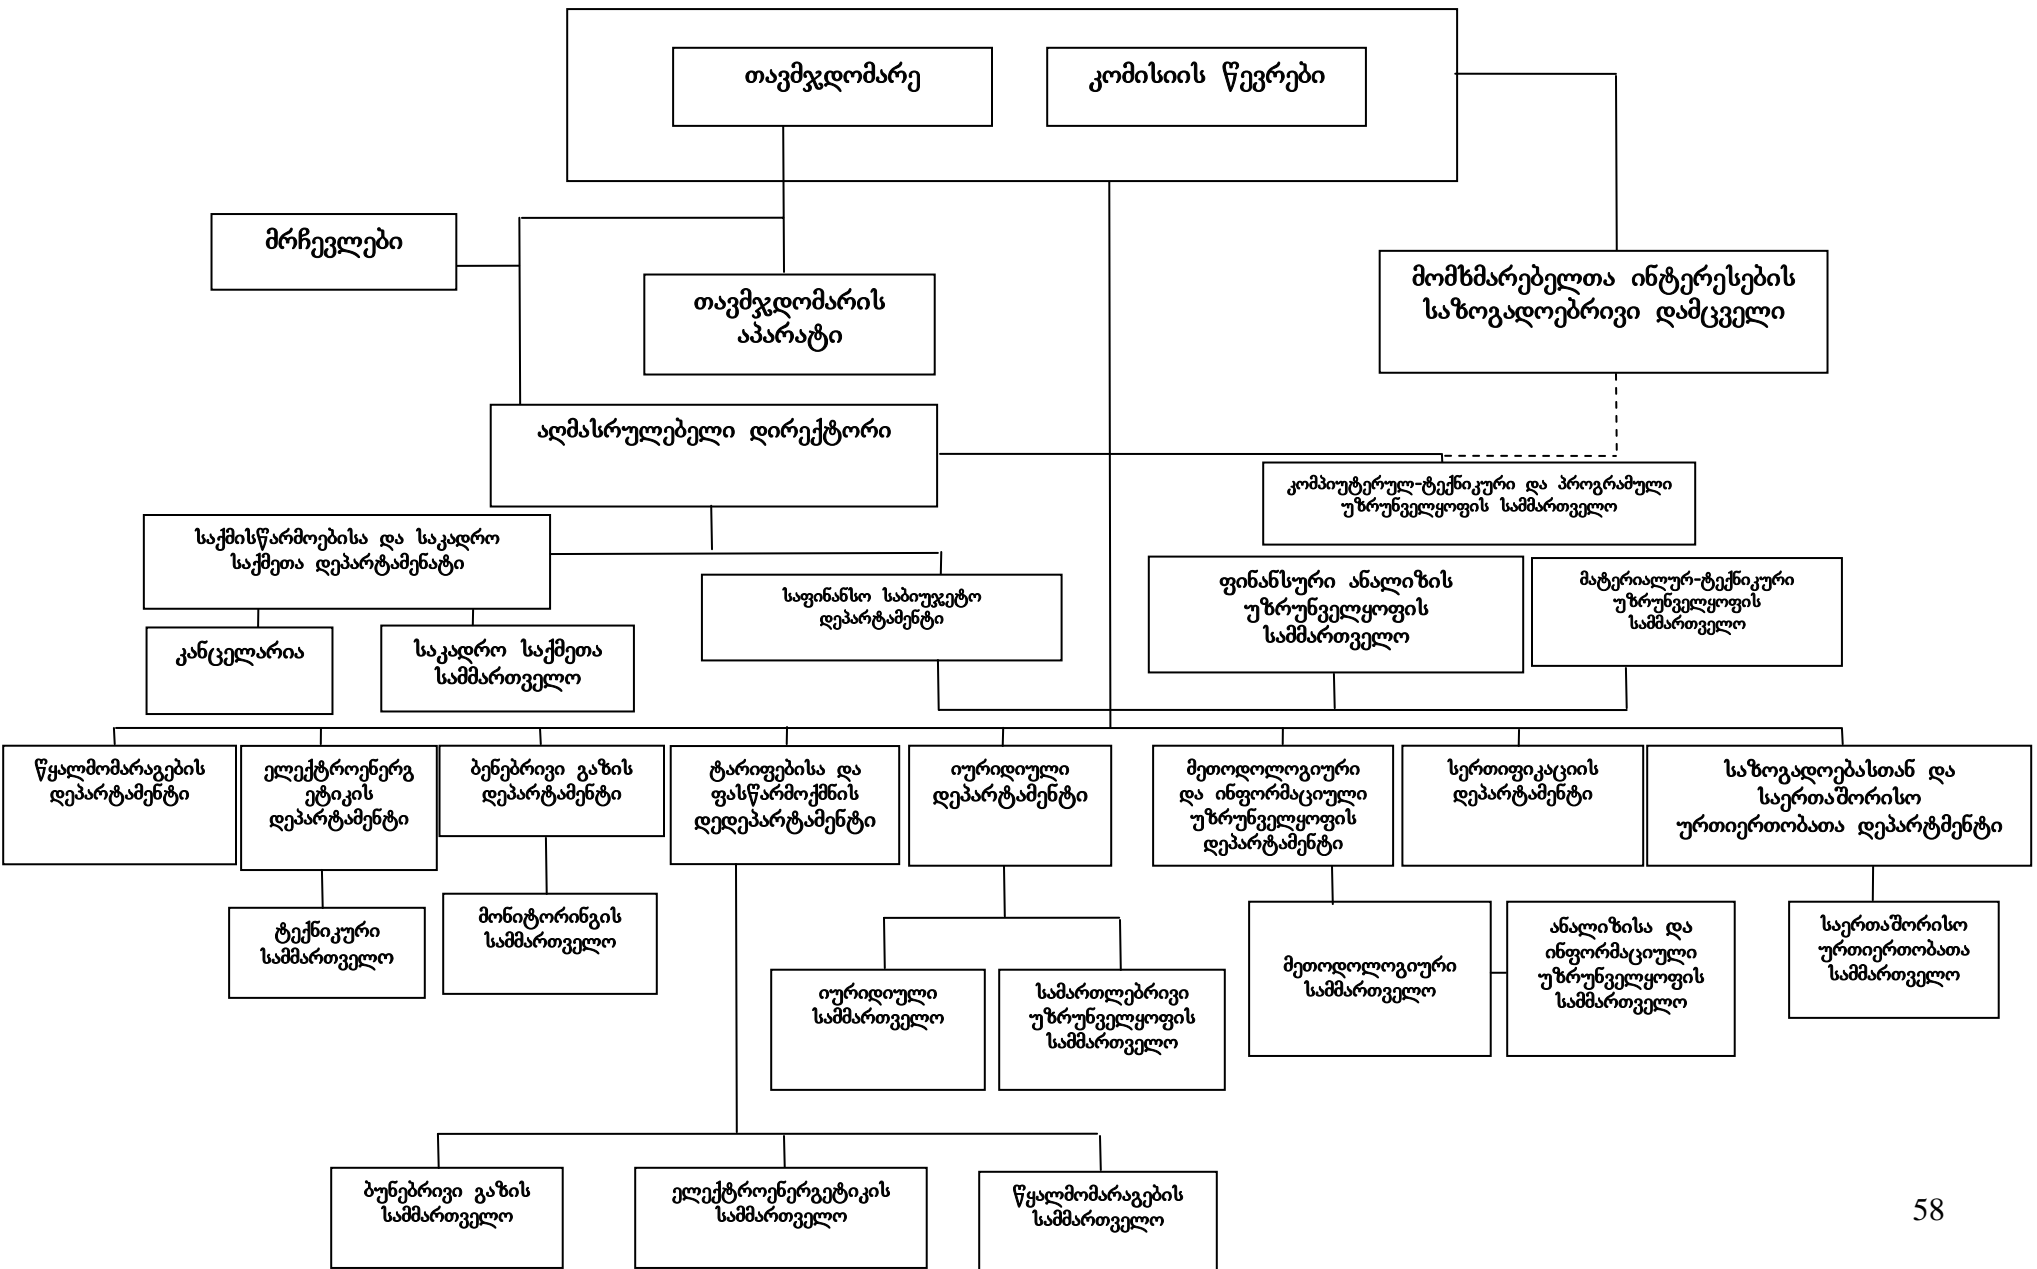 თავმჯდომარე
კომისიის წევრები
მრჩევლები
თავმჯდომარის
აპარატი
მომხმარებელთა ინტერესების
საზოგადოებრივი დამცველი
აღმასრულებელი დირექტორი
კომპიუტერულ-ტექნიკური და პროგრამული
უზრუნველყოფის სამმართველო
საქმისწარმოებისა და საკადრო
საქმეთა დეპარტამენატი
საფინანსო საბიუჯეტო
დეპარტამენტი
ფინანსური ანალიზის
უზრუნველყოფის
სამმართველო
მატერიალურ-ტექნიკური
უზრუნველყოფის
სამმართველო
კანცელარია
საკადრო საქმეთა
სამმართველო
წყალმომარაგების
დეპარტამენტი
ელექტროენერგ
ეტიკის
დეპარტამენტი
ბენებრივი გაზის
დეპარტამენტი
ტარიფებისა და
ფასწარმოქმნის
დედეპარტამენტი
იურიდიული
დეპარტამენტი
მეთოდოლოგიური
და ინფორმაციული
უზრუნველყოფის
დეპარტამენტი
სერთიფიკაციის
დეპარტამენტი
საზოგადოებასთან და
საერთაშორისო
ურთიერთობათა დეპარტმენტი
ტექნიკური
სამმართველო
მონიტორინგის
სამმართველო
იურიდიული
სამმართველო
სამართლებრივი
უზრუნველყოფის
სამმართველო
მეთოდოლოგიური
სამმართველო
ანალიზისა და
ინფორმაციული
უზრუნველყოფის
სამმართველო
საერთაშორისო
ურთიერთობათა
სამმართველო
ბუნებრივი გაზის
სამმართველო
ელექტროენერგეტიკის
სამმართველო
წყალმომარაგების
სამმართველო
58